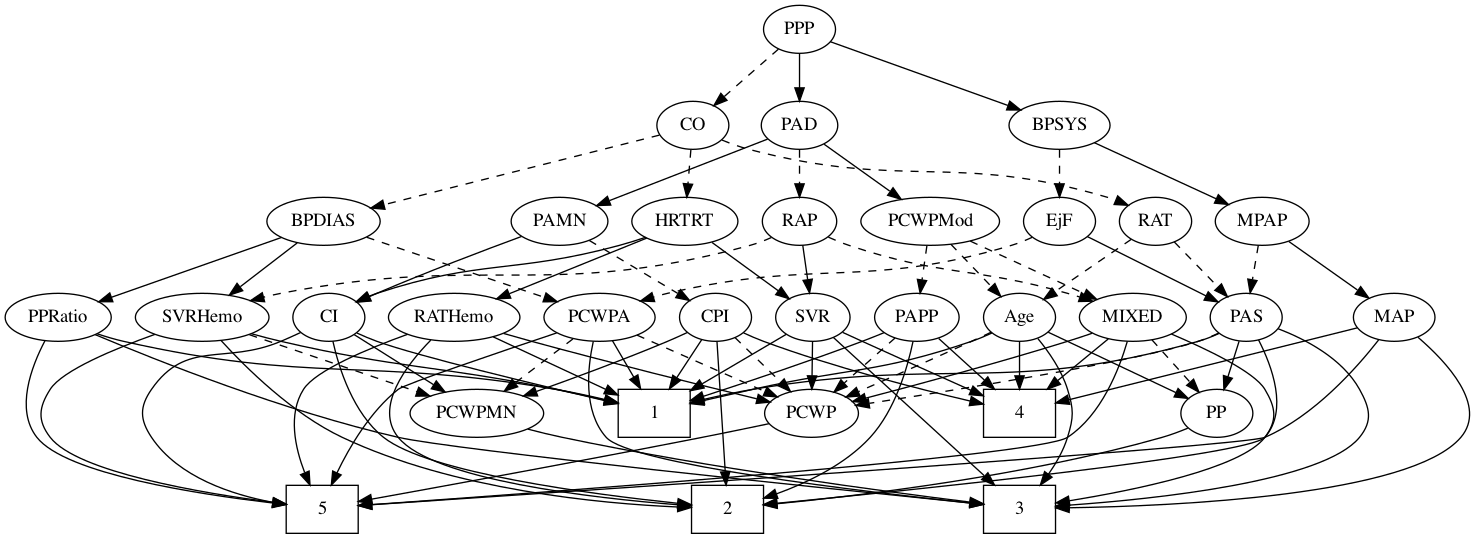 PPP
CO
PAD
BPSYS
BPDIAS
PAMN
HRTRT
RAP
PCWPMod
EjF
RAT
MPAP
PPRatio
SVRHemo
CI
RATHemo
PCWPA
CPI
SVR
PAPP
Age
MIXED
PAS
MAP
PCWPMN
1
PCWP
4
PP
5
2
3